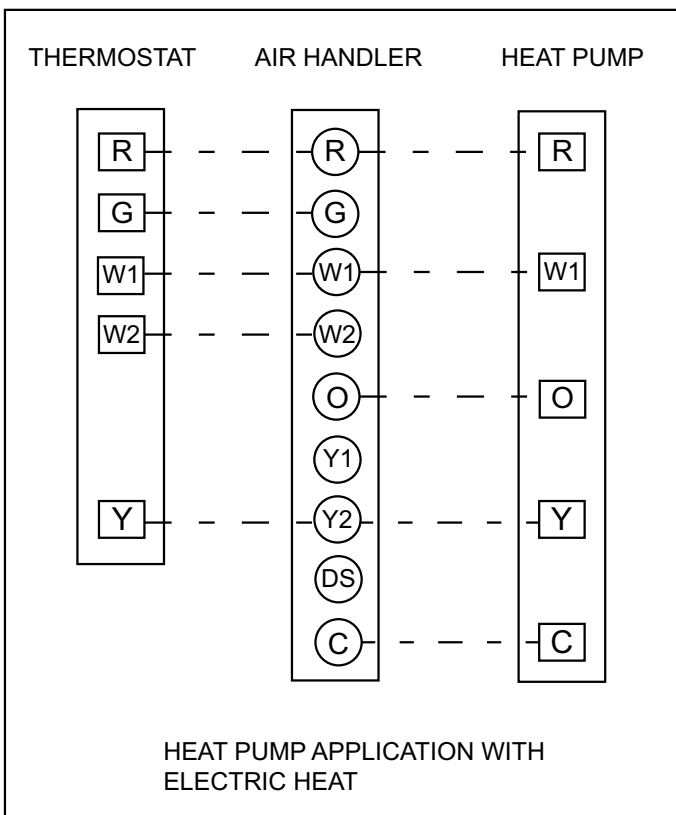 THERMOSTAT AIR HANDLER HEAT PUMP
R R R
G G
W1 W1 W1
W2 W2
O O
Y1
Y Y2 Y
DS
C C
HEAT PUMP APPLICATION WITH
ELECTRIC HEAT